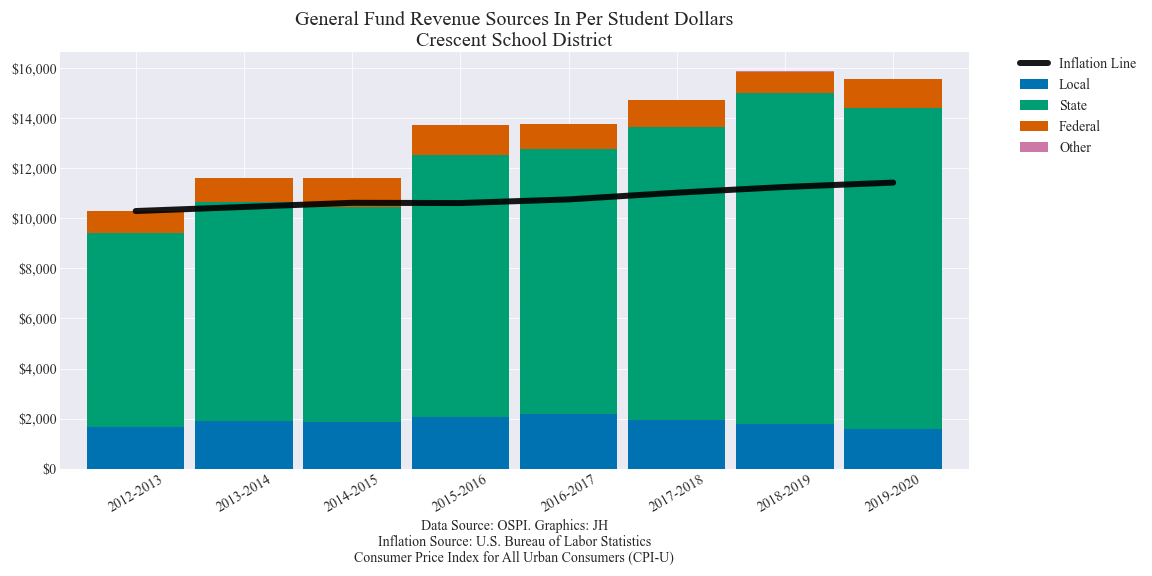 General Fund Revenue Sources In Per Student Dollars
Crescent School District
$16,000
$14,000
$12,000
$10,000
$8,000
$6,000
$4,000
$2,000
$0
2012-2013
2013-2014
2014-2015
2015-2016
2016-2017
2017-2018
2018-2019
2019-2020
Inflation Line
Local
State
Federal
Other
Data Source: OSPI. Graphics: JH
Inflation Source: U.S. Bureau of Labor Statistics
Consumer Price Index for All Urban Consumers (CPI-U)